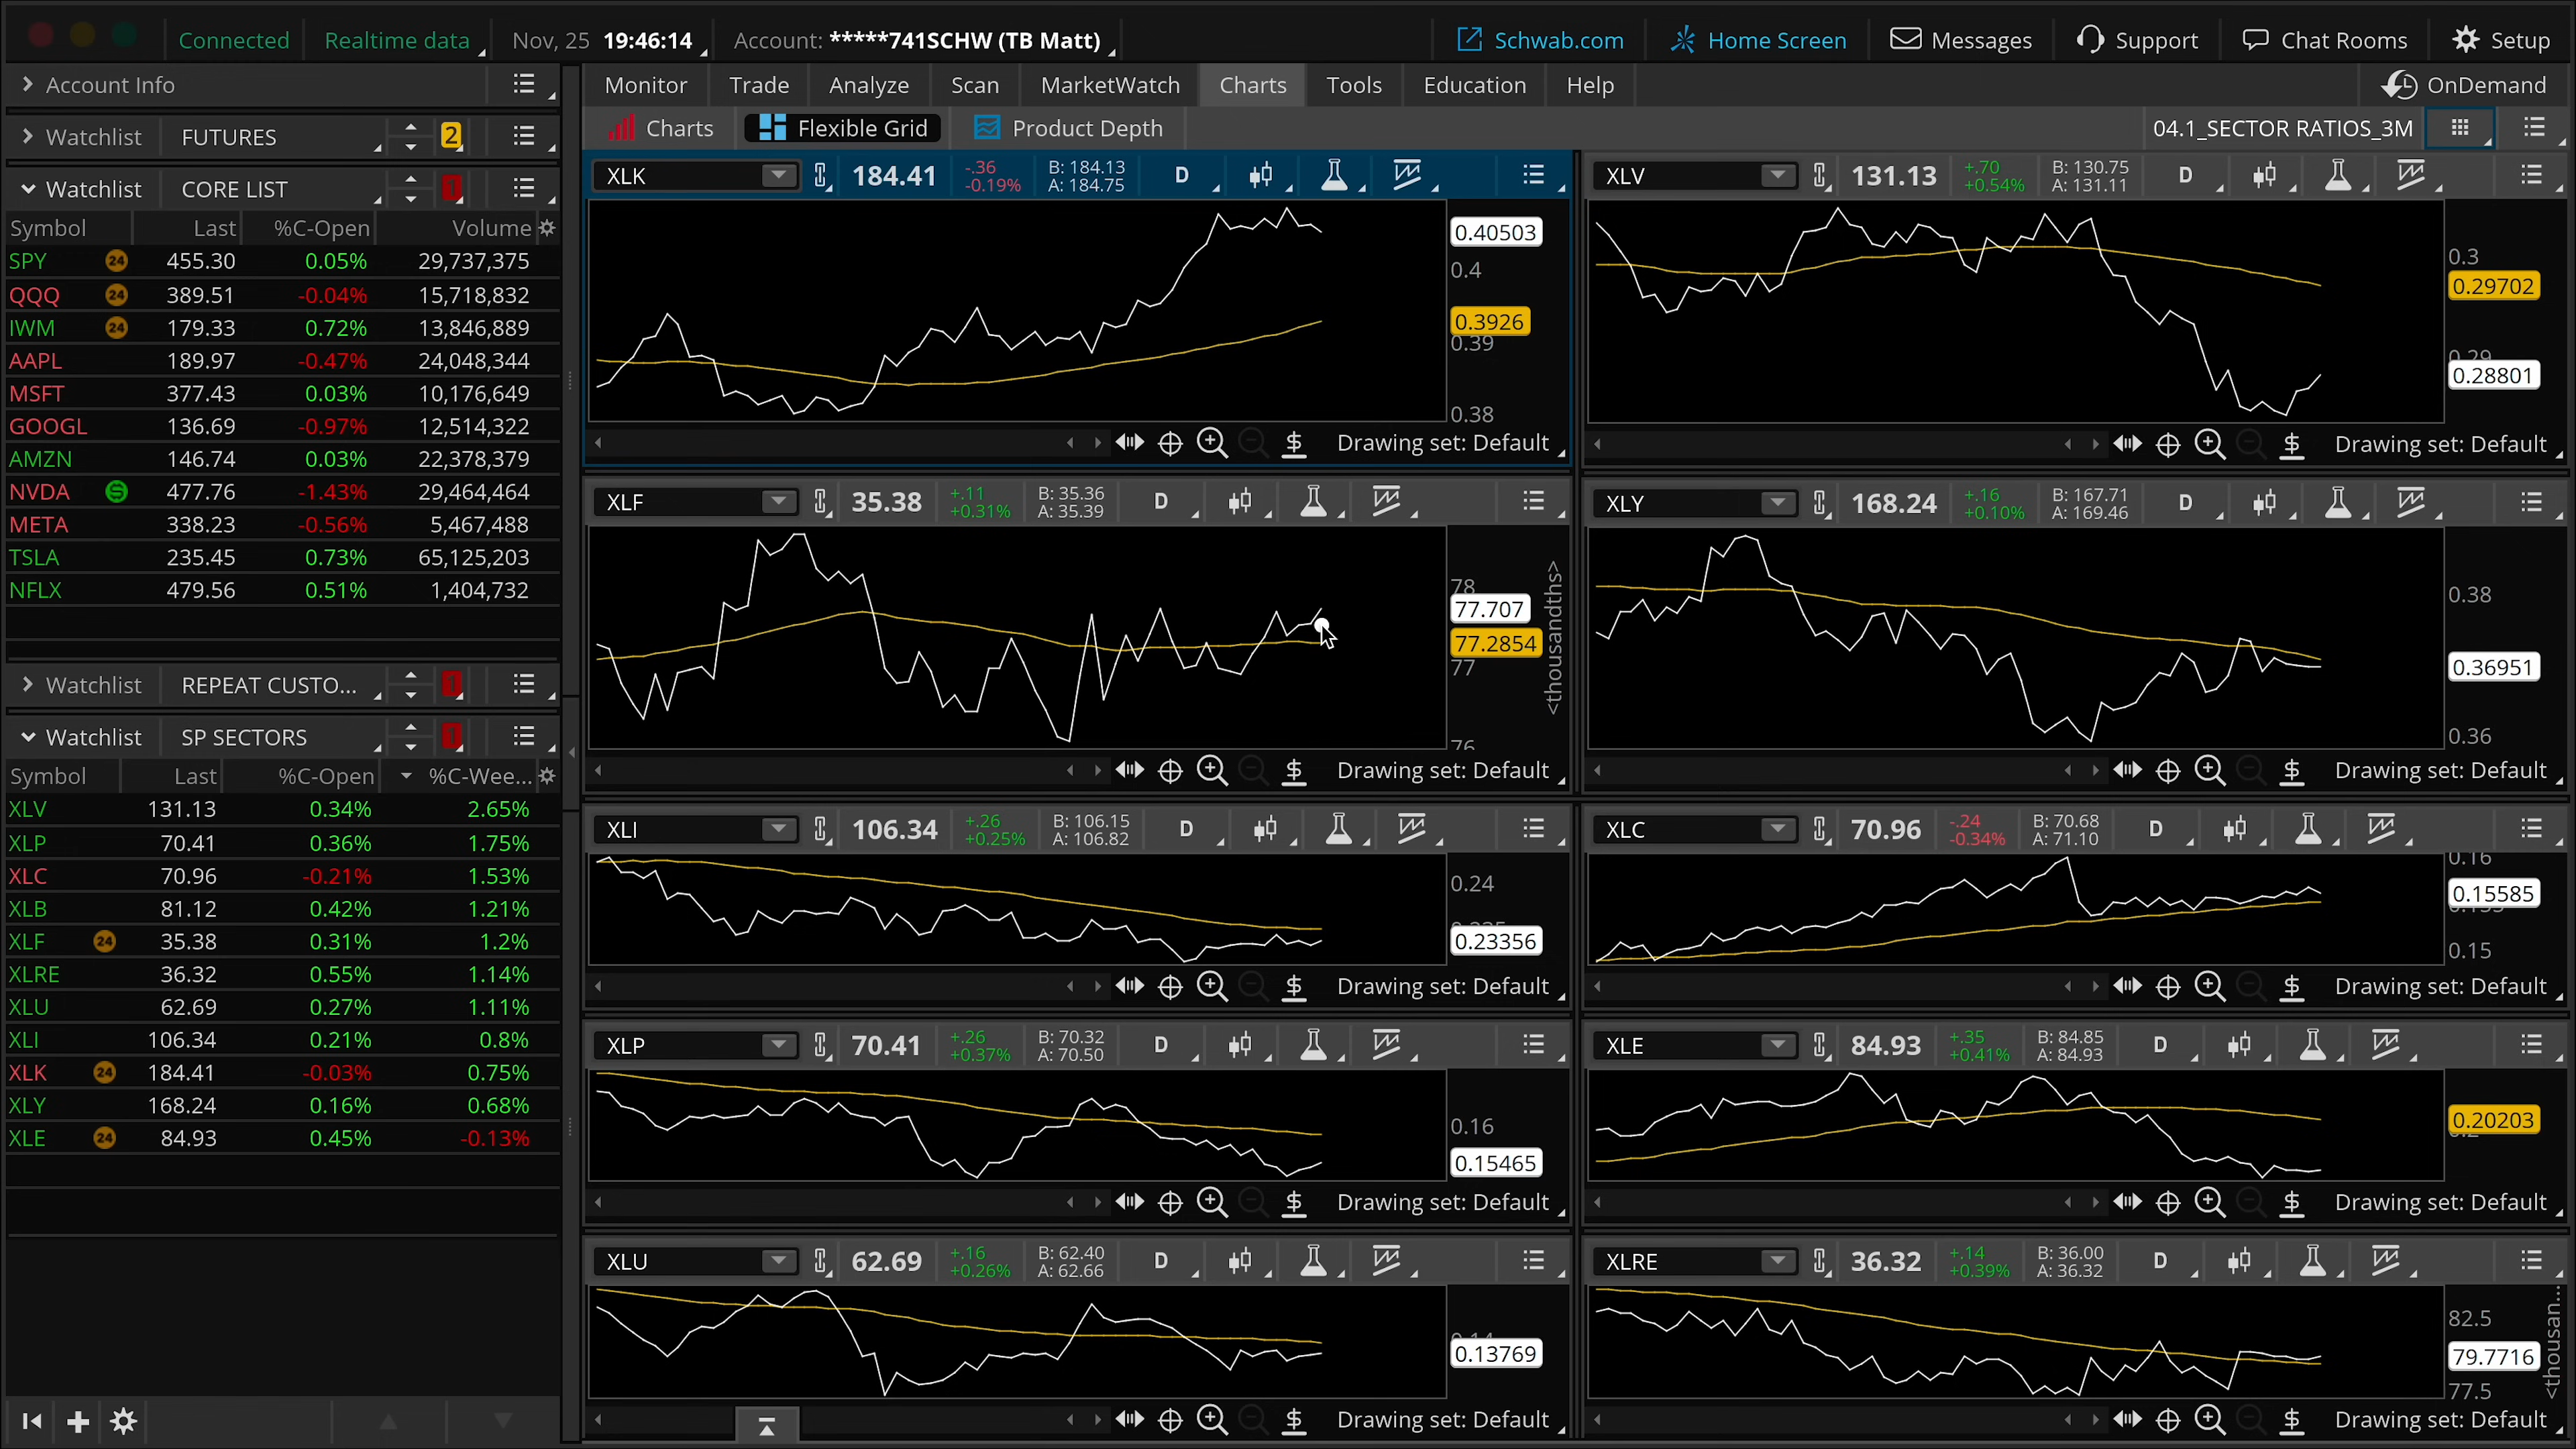 Connected Realtime data Nov, 25 19:46:14 Account: *****741SCHW (TB Matt) Schwab.com Home Screen Messages Support Chat Rooms Setup
Account Info
Monitor Trade Analyze Scan MarketWatch Charts Tools Education Help OnDemand
Charts Flexible Grid Product Depth 04.1_SECTOR RATIOS_3M
Watchlist FUTURES 2
Watchlist CORE LIST 1
Symbol Last %C-Open Volume
SPY 24 455.30 0.05% 29,737,375
QQQ 24 389.51 -0.04% 15,718,832
IWM 24 179.33 0.72% 13,846,889
AAPL 189.97 -0.47% 24,048,344
MSFT 377.43 0.03% 10,176,649
GOOGL 136.69 -0.97% 12,514,322
AMZN 146.74 0.03% 22,378,379
NVDA 477.76 -1.43% 29,464,464
META 338.23 -0.56% 5,467,488
TSLA 235.45 0.73% 65,125,203
NFLX 479.56 0.51% 1,404,732
Watchlist REPEAT CUSTO... 1
Watchlist SP SECTORS 1
Symbol Last %C-Open %C-Wee...
XLV 131.13 0.34% 2.65%
XLP 70.41 0.36% 1.75%
XLC 70.96 -0.21% 1.53%
XLB 81.12 0.42% 1.21%
XLF 24 35.38 0.31% 1.2%
XLRE 36.32 0.55% 1.14%
XLU 62.69 0.27% 1.11%
XLI 106.34 0.21% 0.8%
XLK 24 184.41 -0.03% 0.75%
XLY 168.24 0.16% 0.68%
XLE 24 84.93 0.45% -0.13%
XLK 184.41 -.36 -0.19% B: 184.13 A: 184.75 D
0.40503
0.4
0.3926
0.39
0.38
Drawing set: Default
XLV 131.13 +.70 +0.54% B: 130.75 A: 131.11 D
0.3
0.29702
0.29
0.28801
Drawing set: Default
XLF 35.38 +.11 +0.31% B: 35.36 A: 35.39 D
78
77.707
77.2854
77
76
<thousandths>
Drawing set: Default
XLY 168.24 +.16 +0.10% B: 167.71 A: 169.46 D
0.38
0.36951
0.36
Drawing set: Default
XLI 106.34 +.26 +0.25% B: 106.15 A: 106.82 D
0.24
0.23356
Drawing set: Default
XLC 70.96 -.24 -0.34% B: 70.68 A: 71.10 D
0.16
0.15585
0.15
Drawing set: Default
XLP 70.41 +.26 +0.37% B: 70.32 A: 70.50 D
0.16
0.15465
Drawing set: Default
XLE 84.93 +.35 +0.41% B: 84.85 A: 84.93 D
0.20203
Drawing set: Default
XLU 62.69 +.16 +0.26% B: 62.40 A: 62.66 D
0.14
0.13769
Drawing set: Default
XLRE 36.32 +.14 +0.39% B: 36.00 A: 36.32 D
82.5
79.7716
77.5
<thousan...
Drawing set: Default